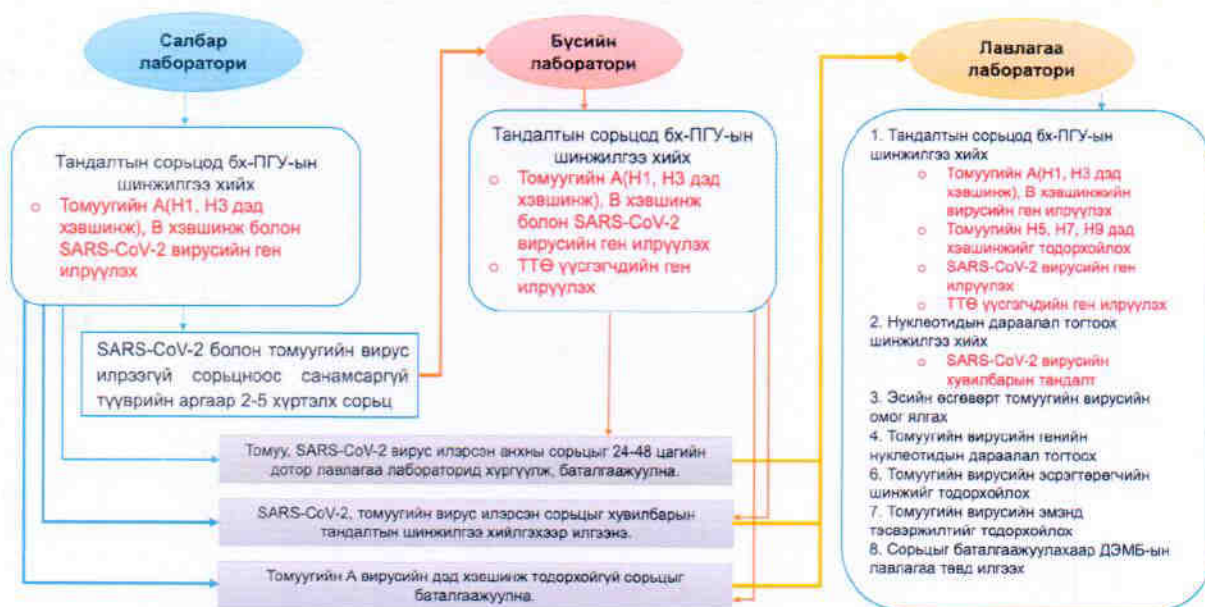 Салбар
лаборатори
Бүсийн
лаборатори
Лавлагаа
лаборатори
Тандалтын сорьцод бх-ПГУ-ын
шинжилгээ хийх
○ Томуугийн А(H1, H3 дэд
хэвшинж), В хэвшинж болон
SARS-CoV-2 вирусийн ген
илрүүлэх
SARS-CoV-2 болон томуугийн вирус
илрээгүй сорьцноос санамсаргүй
түүврийн аргаар 2-5 хүртэлх сорьц
Тандалтын сорьцод бх-ПГУ-ын
шинжилгээ хийх
○ Томуугийн А(H1, H3 дэд
хэвшинж), В хэвшинж
болон SARS-CoV-2
вирусийн ген илрүүлэх
○ ТТӨ үүсгэгчдийн ген
илрүүлэх
Томуу, SARS-CoV-2 вирус илэрсэн анхны сорьцыг 24-48 цагийн
дотор лавлагаа лабораторид хүргүүлж, баталгаажуулна.
SARS-CoV-2, томуугийн вирус илэрсэн сорьцыг хувилбарын
тандалтын шинжилгээ хийлгэхээр илгээнэ.
Томуугийн А вирусийн дэд хэвшинж тодорхойгүй сорьцыг
баталгаажуулна.
1. Тандалтын сорьцод бх-ПГУ-ын
шинжилгээ хийх
○ Томуугийн А(H1, H3 дэд
хэвшинж), В хэвшинжийн
вирусийн ген илрүүлэх
○ Томуугийн H5, H7, H9 дэд
хэвшинжийг тодорхойлох
○ SARS-CoV-2 вирусийн ген
илрүүлэх
○ ТТӨ үүсгэгчдийн ген илрүүлэх
2. Нуклеотидын дараалал тогтоох
шинжилгээ хийх
○ SARS-CoV-2 вирусийн
хувилбарын тандалт
3. Эсийн өсгөвөрт томуугийн вирусийн
омог ялгах
4. Томуугийн вирусийн генийн
нуклеотидын дараалал тогтоох
6. Томуугийн вирусийн эсрэгтөрөгчийн
шинжийг тодорхойлох
7. Томуугийн вирусийн эмэнд
тэсвэржилтийг тодорхойлох
8. Сорьцыг баталгаажуулахаар ДЭМБ-ын
лавлагаа төвд илгээх